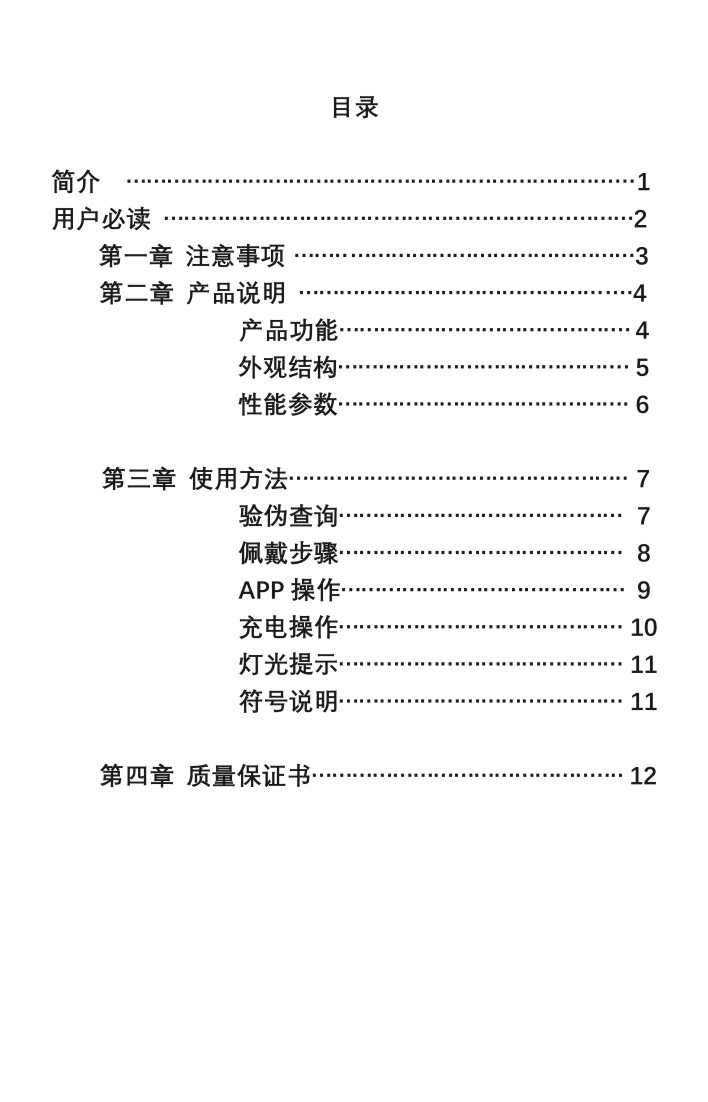 目录
简介 …………………………………………………………………1
用户必读 ……………………………………………………………2
第一章 注意事项 ……………………………………………3
第二章 产品说明 ……………………………………………4
产品功能…………………………………… 4
外观结构…………………………………… 5
性能参数…………………………………… 6
第三章 使用方法…………………………………………… 7
验伪查询…………………………………… 7
佩戴步骤…………………………………… 8
APP 操作…………………………………… 9
充电操作…………………………………… 10
灯光提示…………………………………… 11
符号说明…………………………………… 11
第四章 质量保证书……………………………………… 12